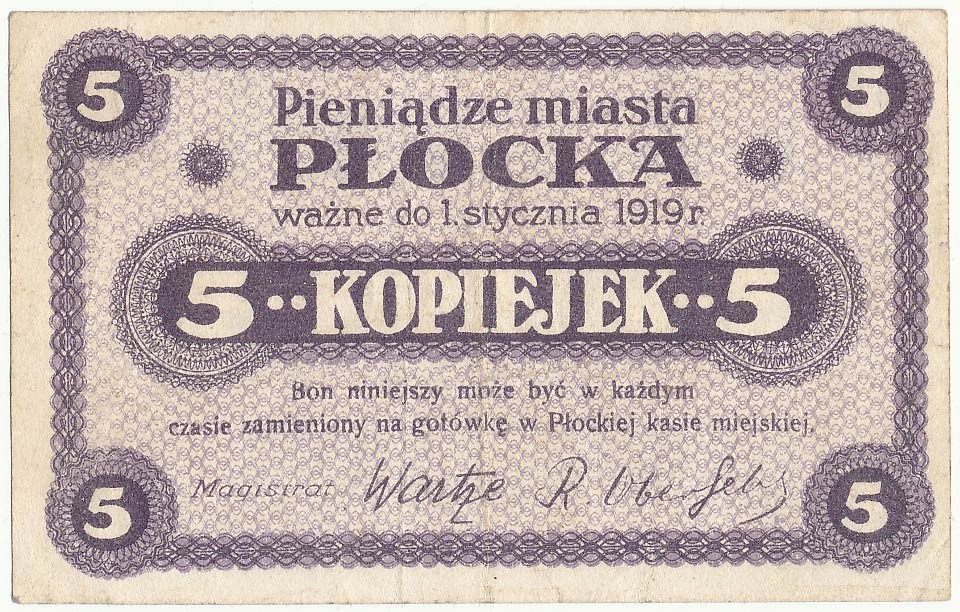 5 5
Pieniądze miasta
PŁOCKA
ważne do 1. stycznia 1919 r.
5 •• KOPIEJEK •• 5
Bon niniejszy może być w każdym
czasie zamieniony na gotówkę w Płockiej kasie miejskiej.
Magistrat
5 5